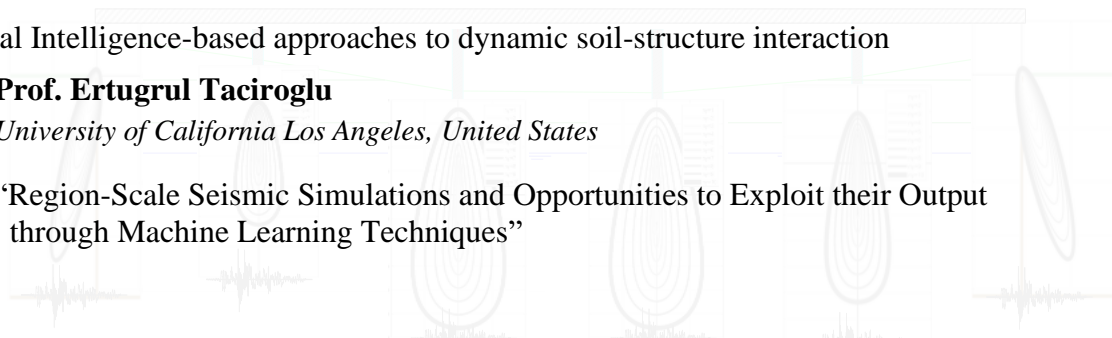 al Intelligence-based approaches to dynamic soil-structure interaction
Prof. Ertugrul Taciroglu
University of California Los Angeles, United States
“Region-Scale Seismic Simulations and Opportunities to Exploit their Output
through Machine Learning Techniques”